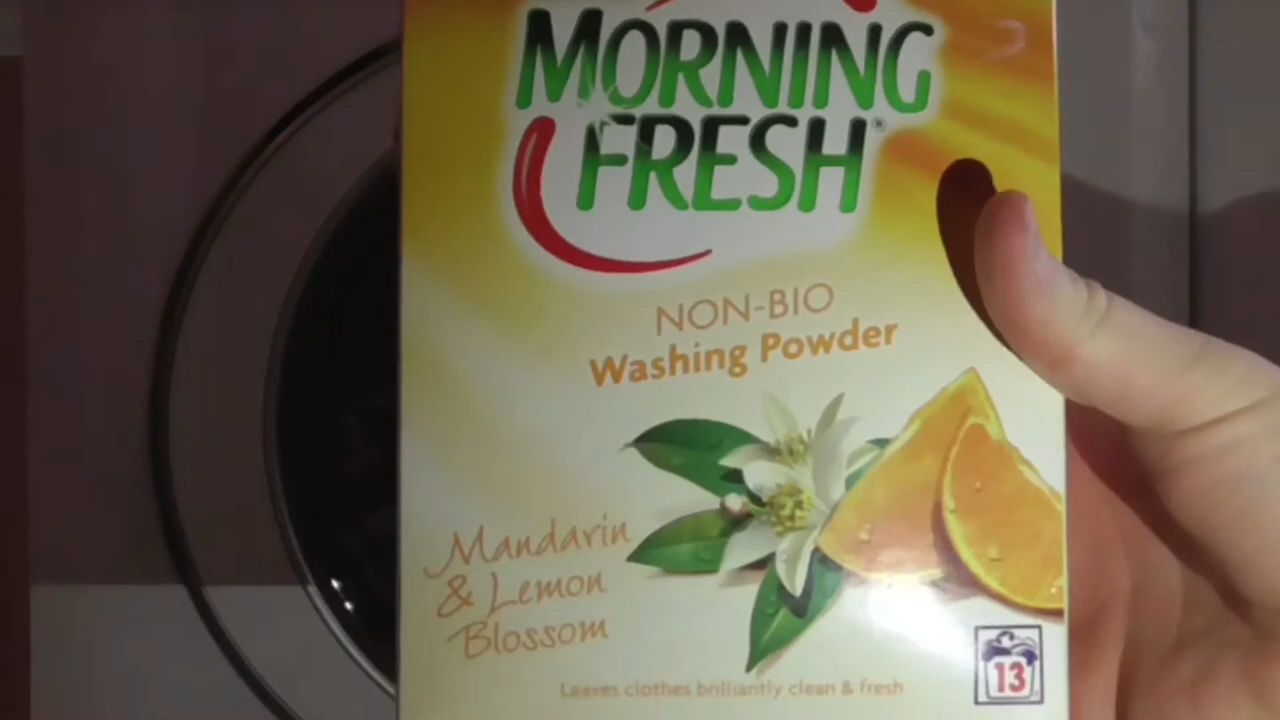 MORNING
FRESH®
NON-BIO
Washing Powder
Mandarin
& Lemon
Blossom
Leaves clothes brilliantly clean & fresh
13